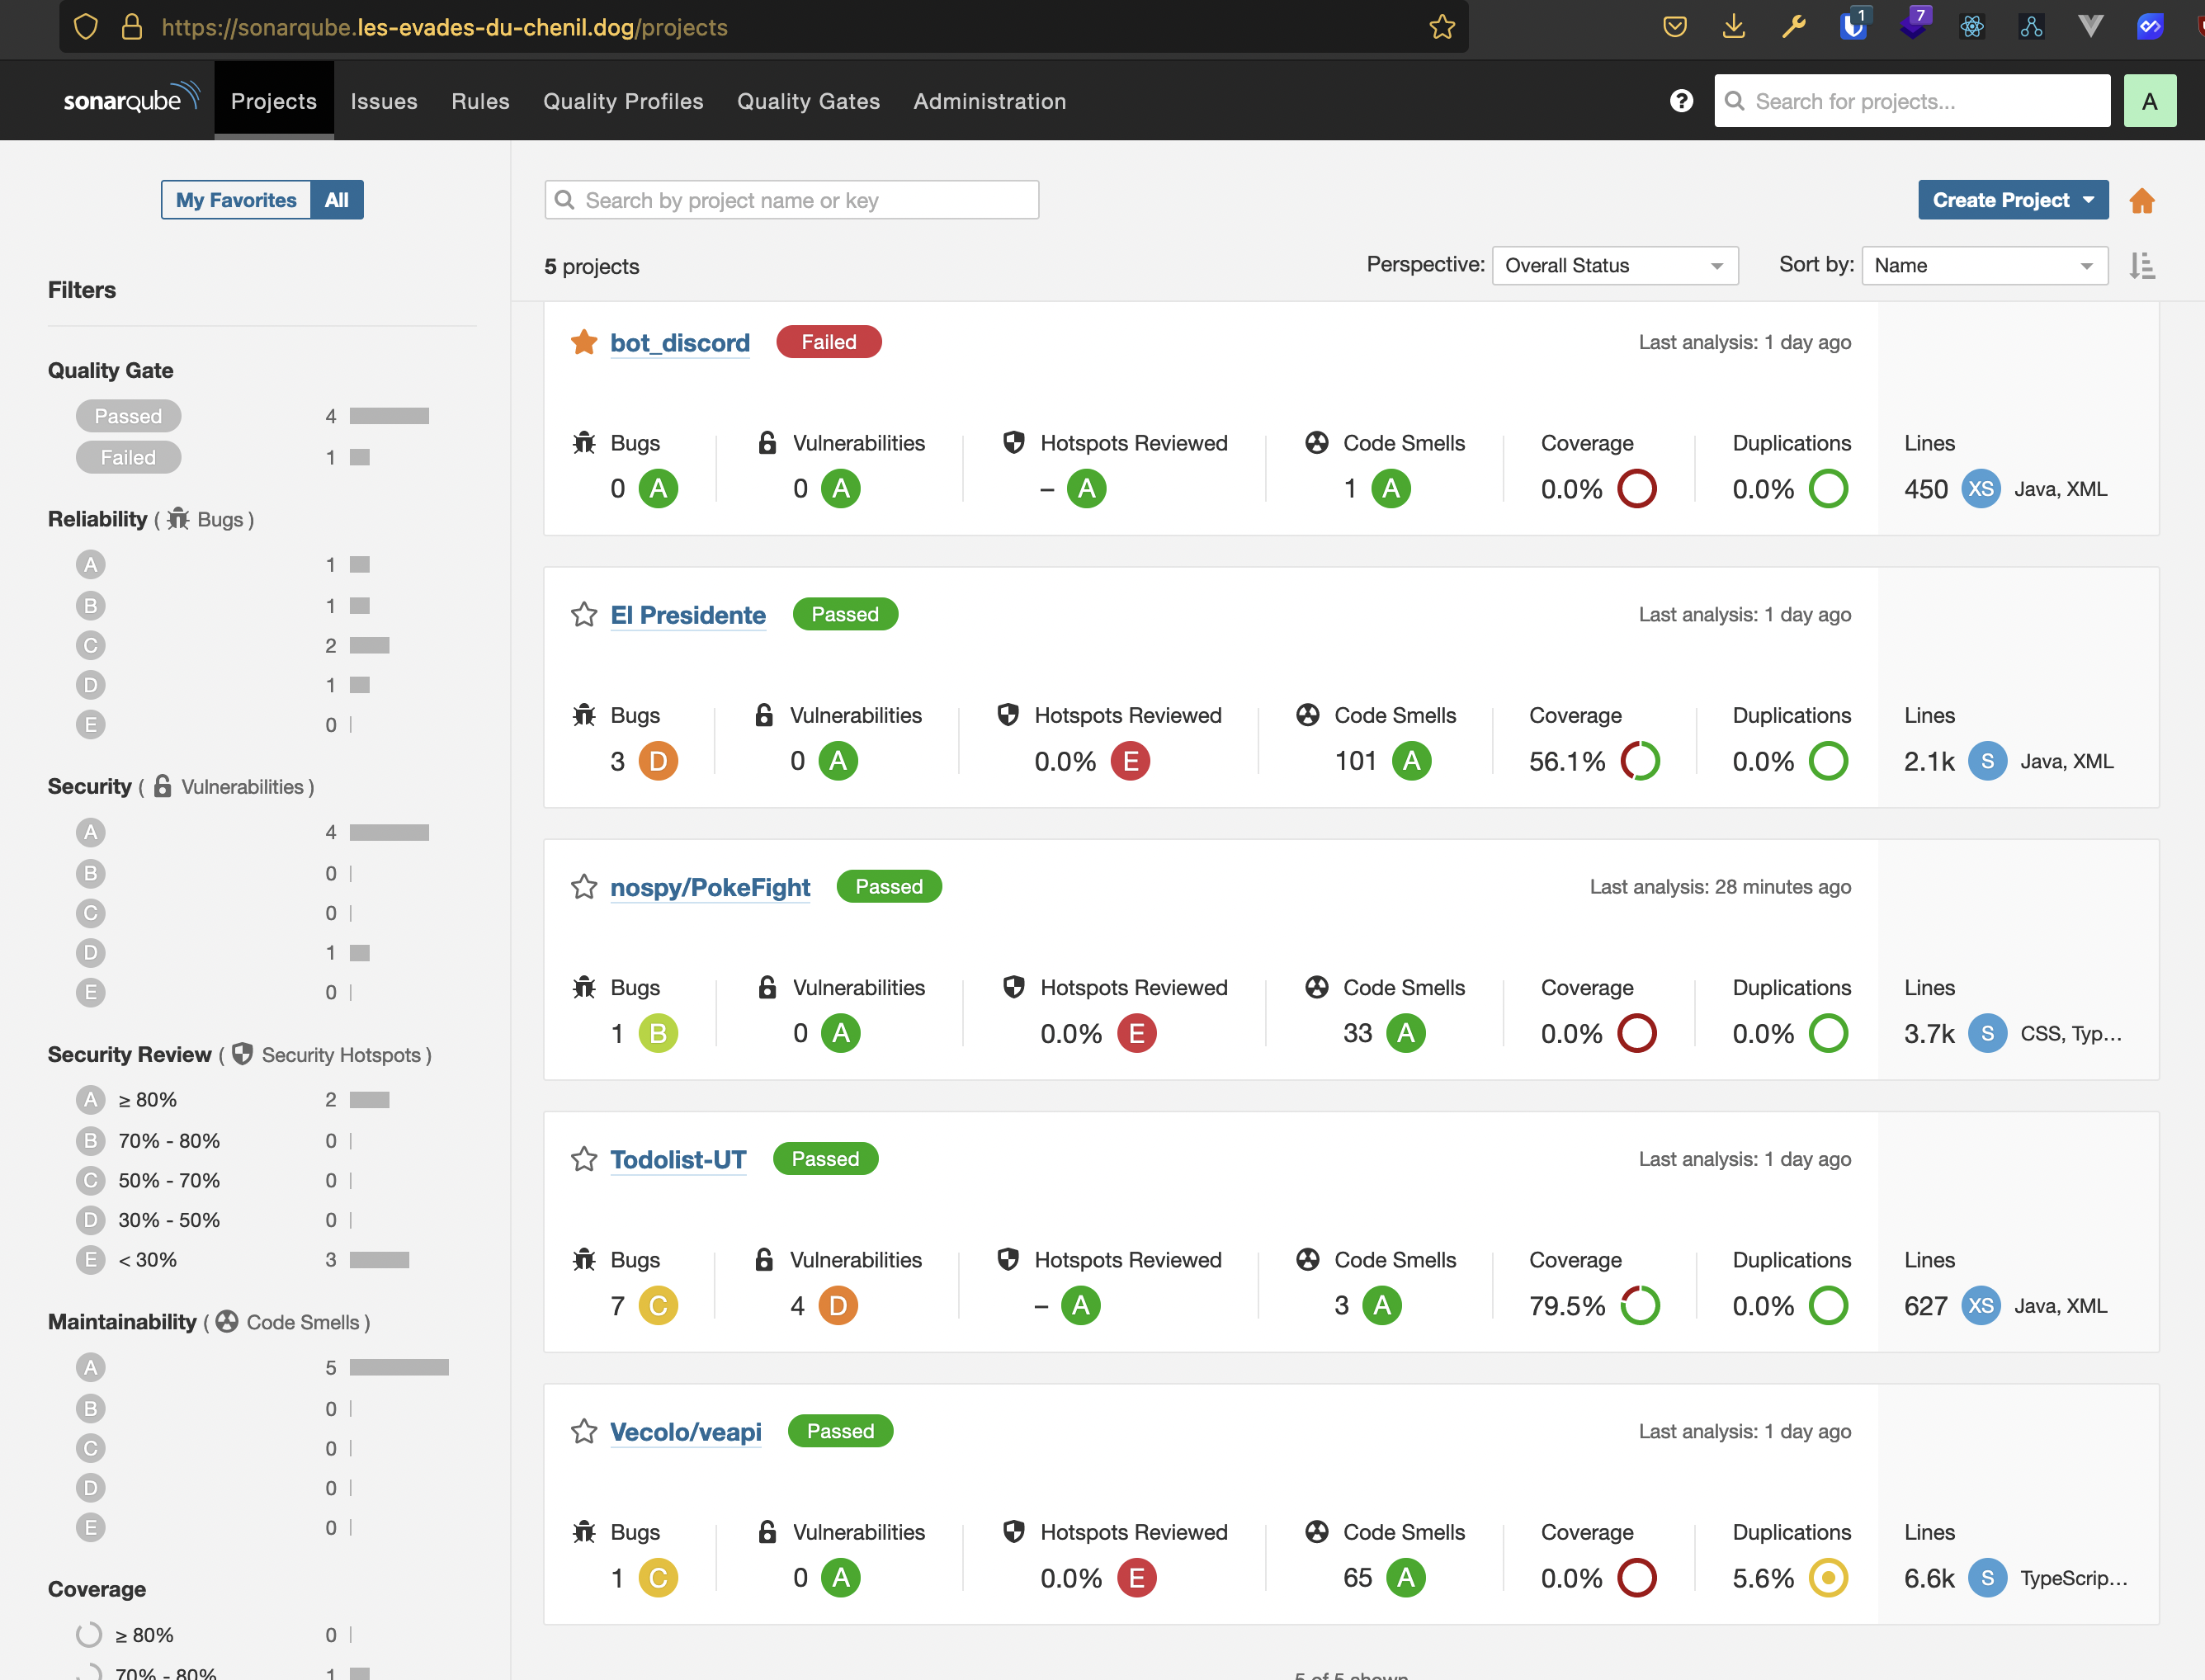 https://sonarqube.les-evades-du-chenil.dog/projects
1
7
sonarqube Projects Issues Rules Quality Profiles Quality Gates Administration ? Search for projects... A
My Favorites All
Search by project name or key
Create Project
5 projects
Perspective: Overall Status
Sort by: Name
Filters
Quality Gate
Passed 4
Failed 1
Reliability ( Bugs )
A 1
B 1
C 2
D 1
E 0
Security ( Vulnerabilities )
A 4
B 0
C 0
D 1
E 0
Security Review ( Security Hotspots )
A ≥ 80% 2
B 70% - 80% 0
C 50% - 70% 0
D 30% - 50% 0
E < 30% 3
Maintainability ( Code Smells )
A 5
B 0
C 0
D 0
E 0
Coverage
≥ 80% 0
70% - 80% 1
bot_discord Failed Last analysis: 1 day ago
Bugs Vulnerabilities Hotspots Reviewed Code Smells Coverage Duplications Lines
0 A 0 A – A 1 A 0.0% 0.0% 450 XS Java, XML
El Presidente Passed Last analysis: 1 day ago
Bugs Vulnerabilities Hotspots Reviewed Code Smells Coverage Duplications Lines
3 D 0 A 0.0% E 101 A 56.1% 0.0% 2.1k S Java, XML
nospy/PokeFight Passed Last analysis: 28 minutes ago
Bugs Vulnerabilities Hotspots Reviewed Code Smells Coverage Duplications Lines
1 B 0 A 0.0% E 33 A 0.0% 0.0% 3.7k S CSS, Typ...
Todolist-UT Passed Last analysis: 1 day ago
Bugs Vulnerabilities Hotspots Reviewed Code Smells Coverage Duplications Lines
7 C 4 D – A 3 A 79.5% 0.0% 627 XS Java, XML
Vecolo/veapi Passed Last analysis: 1 day ago
Bugs Vulnerabilities Hotspots Reviewed Code Smells Coverage Duplications Lines
1 C 0 A 0.0% E 65 A 0.0% 5.6% 6.6k S TypeScrip...
5 of 5 shown